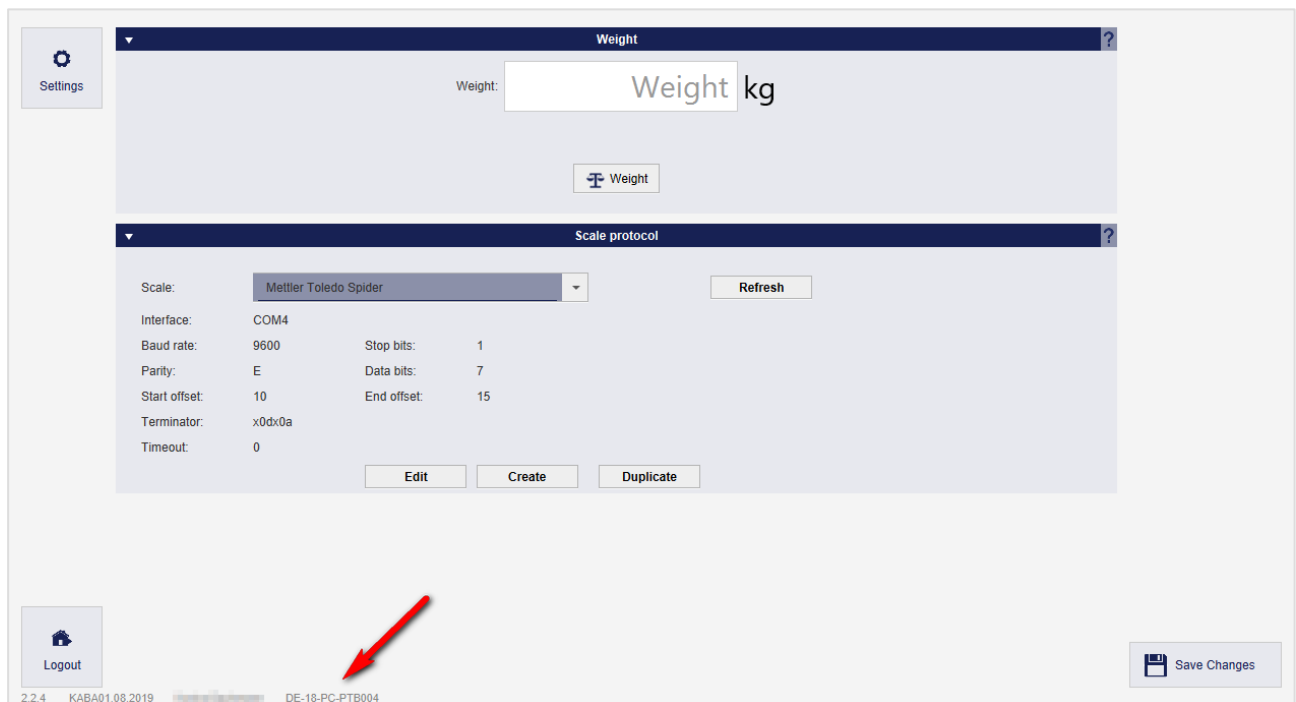 Weight ?
Settings
Weight: Weight kg
Weight
Scale protocol ?
Scale: Mettler Toledo Spider Refresh
Interface: COM4
Baud rate: 9600 Stop bits: 1
Parity: E Data bits: 7
Start offset: 10 End offset: 15
Terminator: x0dx0a
Timeout: 0
Edit Create Duplicate
Logout
Save Changes
2.2.4 KABA01.08.2019 DE-18-PC-PTB004